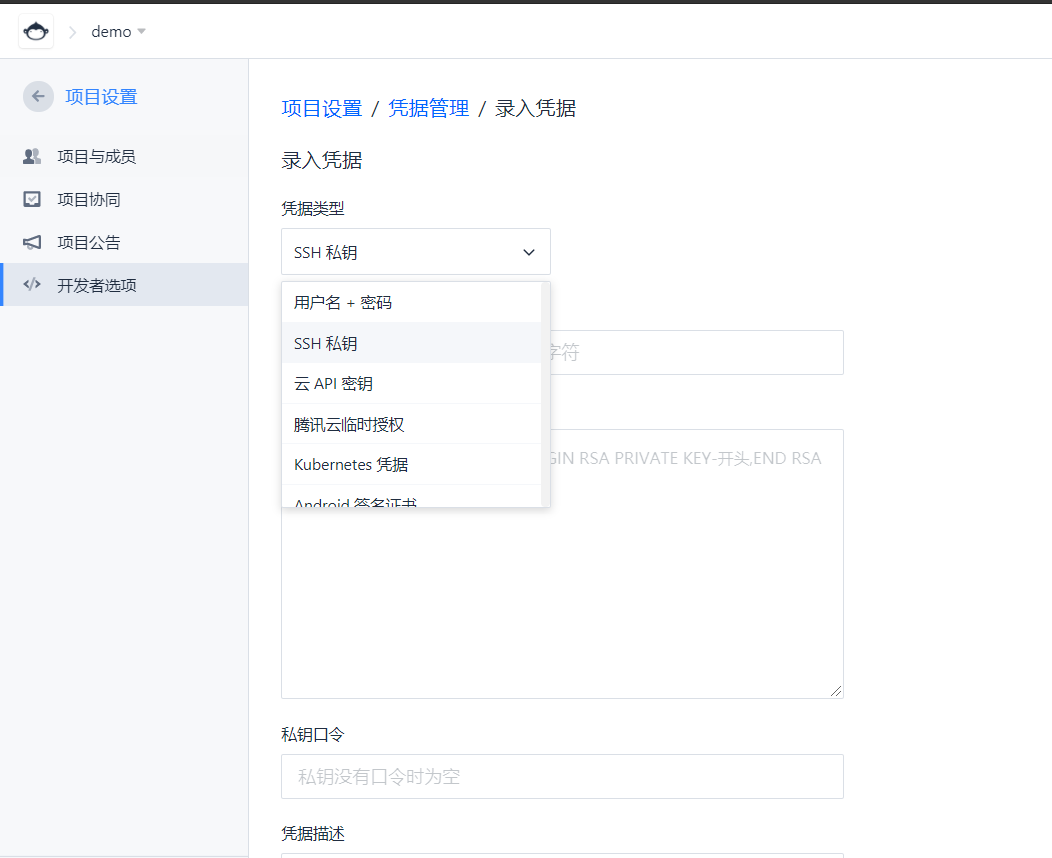 demo
项目设置
项目与成员
项目协同
项目公告
开发者选项
项目设置 / 凭据管理 / 录入凭据
录入凭据
凭据类型
SSH 私钥
用户名 + 密码
SSH 私钥
云 API 密钥
腾讯云临时授权
Kubernetes 凭据
Android 签名证书
字符
GIN RSA PRIVATE KEY-开头,END RSA
私钥口令
私钥没有口令时为空
凭据描述